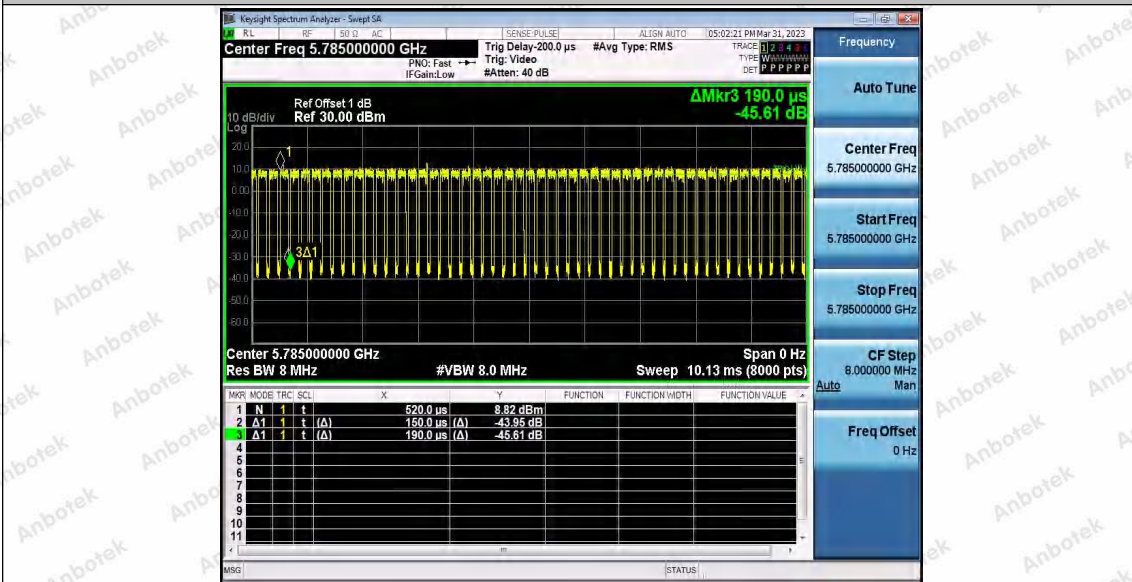 Keysight Spectrum Analyzer - Swept SA
RL RF 50 Ω AC SENSE:PULSE ALIGN AUTO 05:02:21 PM Mar 31, 2023
Center Freq 5.785000000 GHz
PNO: Fast
IFGain:Low
Trig Delay-200.0 µs
Trig: Video
#Atten: 40 dB
#Avg Type: RMS
TRACE 1 2 3 4 5 6
TYPE W
DET P P P P P P
ΔMkr3 190.0 µs
-45.61 dB
Ref Offset 1 dB
10 dB/div Ref 30.00 dBm
Log
20.0
10.0
0.00
-10.0
-20.0
-30.0
-40.0
-50.0
-60.0
1
3Δ1
Center 5.785000000 GHz Span 0 Hz
Res BW 8 MHz #VBW 8.0 MHz Sweep 10.13 ms (8000 pts)
MKR MODE TRC SCL X Y FUNCTION FUNCTION WIDTH FUNCTION VALUE
1 N 1 t 520.0 µs 8.82 dBm
2 Δ1 1 t (Δ) 150.0 µs (Δ) -43.95 dB
3 Δ1 1 t (Δ) 190.0 µs (Δ) -45.61 dB
4
5
6
7
8
9
10
11
MSG STATUS
Frequency
Auto Tune
Center Freq
5.785000000 GHz
Start Freq
5.785000000 GHz
Stop Freq
5.785000000 GHz
CF Step
8.000000 MHz
Auto Man
Freq Offset
0 Hz
Anbotek